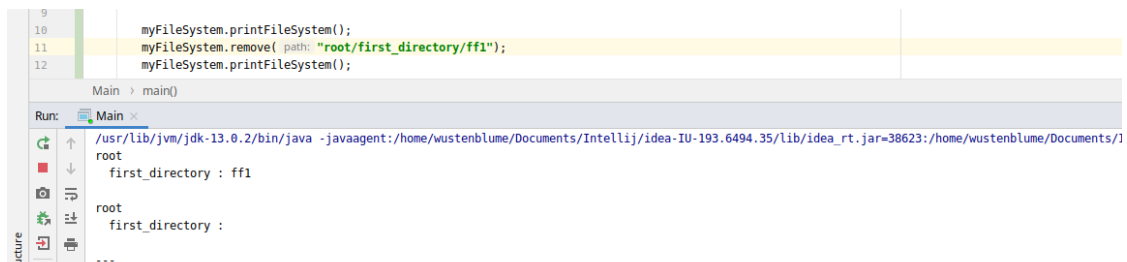 9
10 myFileSystem.printFileSystem();
11 myFileSystem.remove( path: "root/first_directory/ff1");
12 myFileSystem.printFileSystem();
Main > main()
Run: Main ×
/usr/lib/jvm/jdk-13.0.2/bin/java -javaagent:/home/wustenblume/Documents/Intellij/idea-IU-193.6494.35/lib/idea_rt.jar=38623:/home/wustenblume/Documents/
root
first_directory : ff1
root
first_directory :
ucture